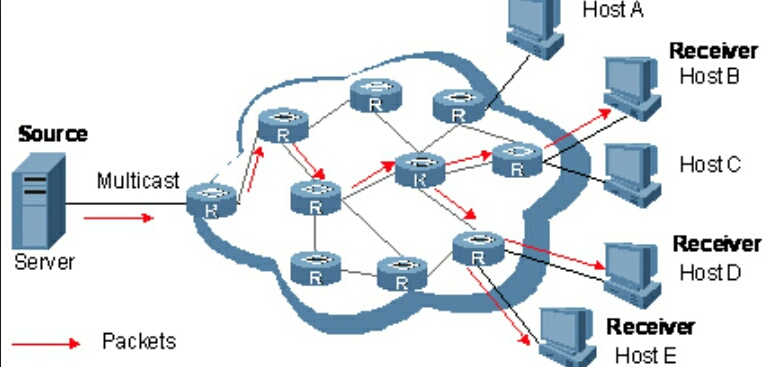 Host A
Receiver
Host B
R
R
R
Source
Multicast
R
R
Host C
R
R
Server
R
Receiver
Host D
R
R
Packets
Receiver
Host E